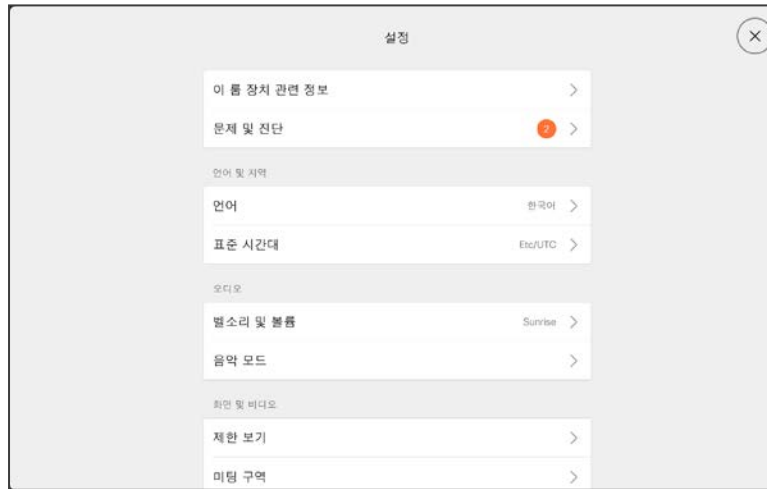 설정
이 룸 장치 관련 정보
문제 및 진단 2
언어 및 지역
언어 한국어
표준 시간대 Etc/UTC
오디오
벨소리 및 볼륨 Sunrise
음악 모드
화면 및 비디오
제한 보기
미팅 구역